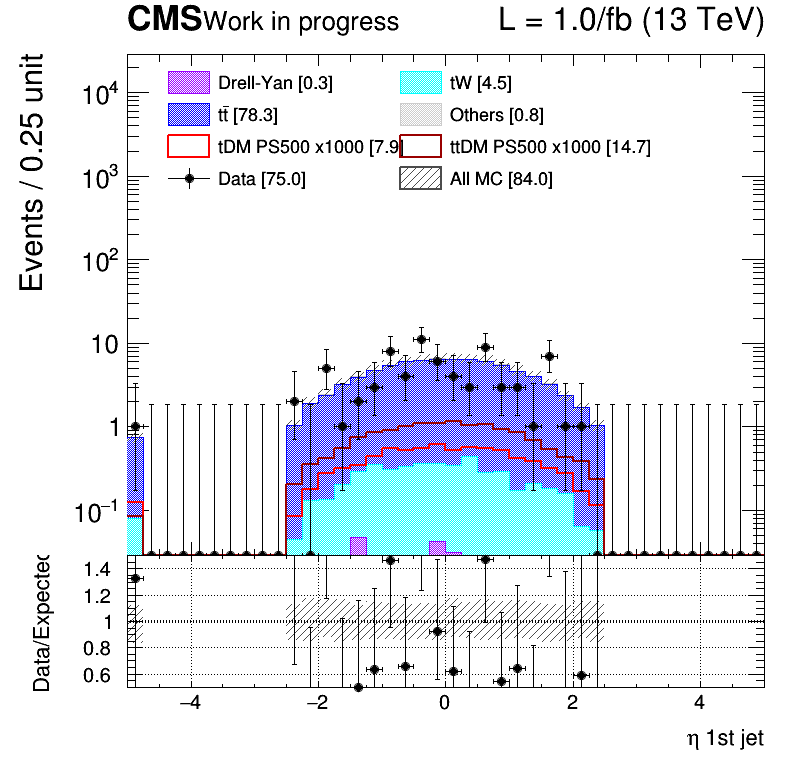 CMS Work in progress L = 1.0/fb (13 TeV)
Events / 0.25 unit
Drell-Yan [0.3] tW [4.5]
tt̄ [78.3] Others [0.8]
tDM PS500 x1000 [7.9] ttDM PS500 x1000 [14.7]
Data [75.0] All MC [84.0]
10⁴
10³
10²
10
1
10⁻¹
Data/Expected
1.4
1.2
1
0.8
0.6
−4 −2 0 2 4
η 1st jet